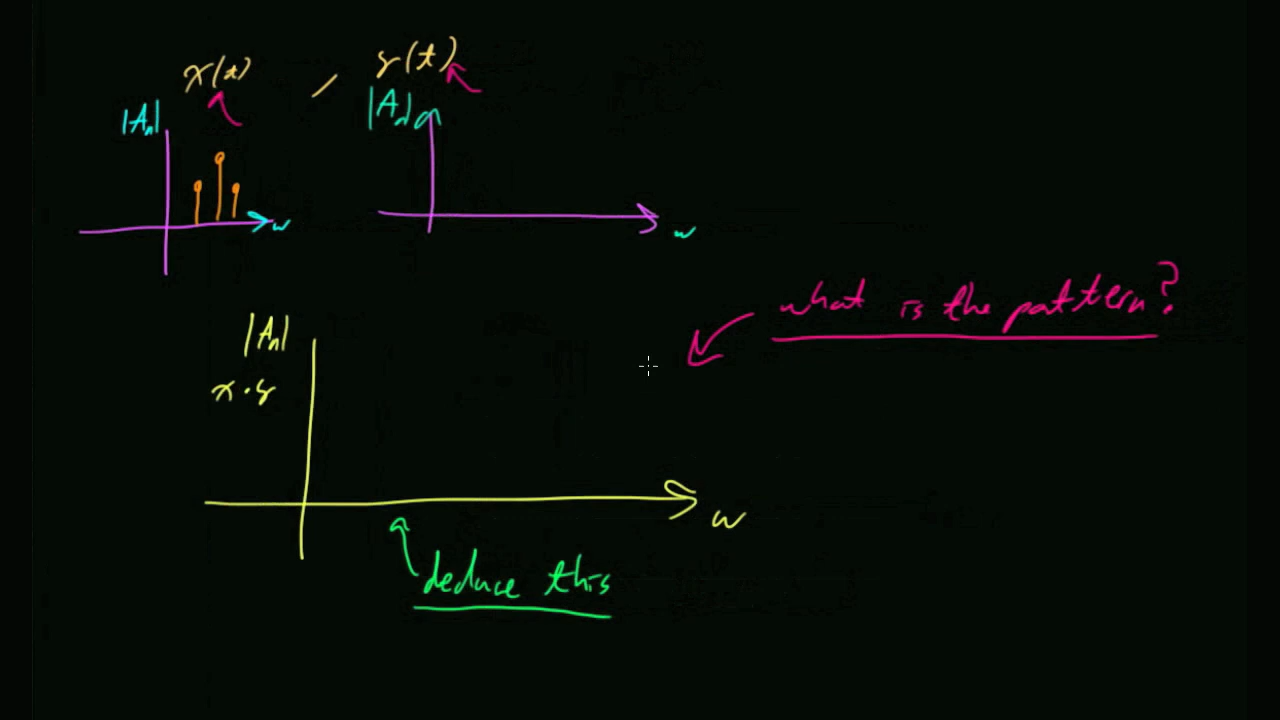 x(t) , y(t)
|An| |An|
w w
what is the pattern?
|An|
x·y
w
deduce this